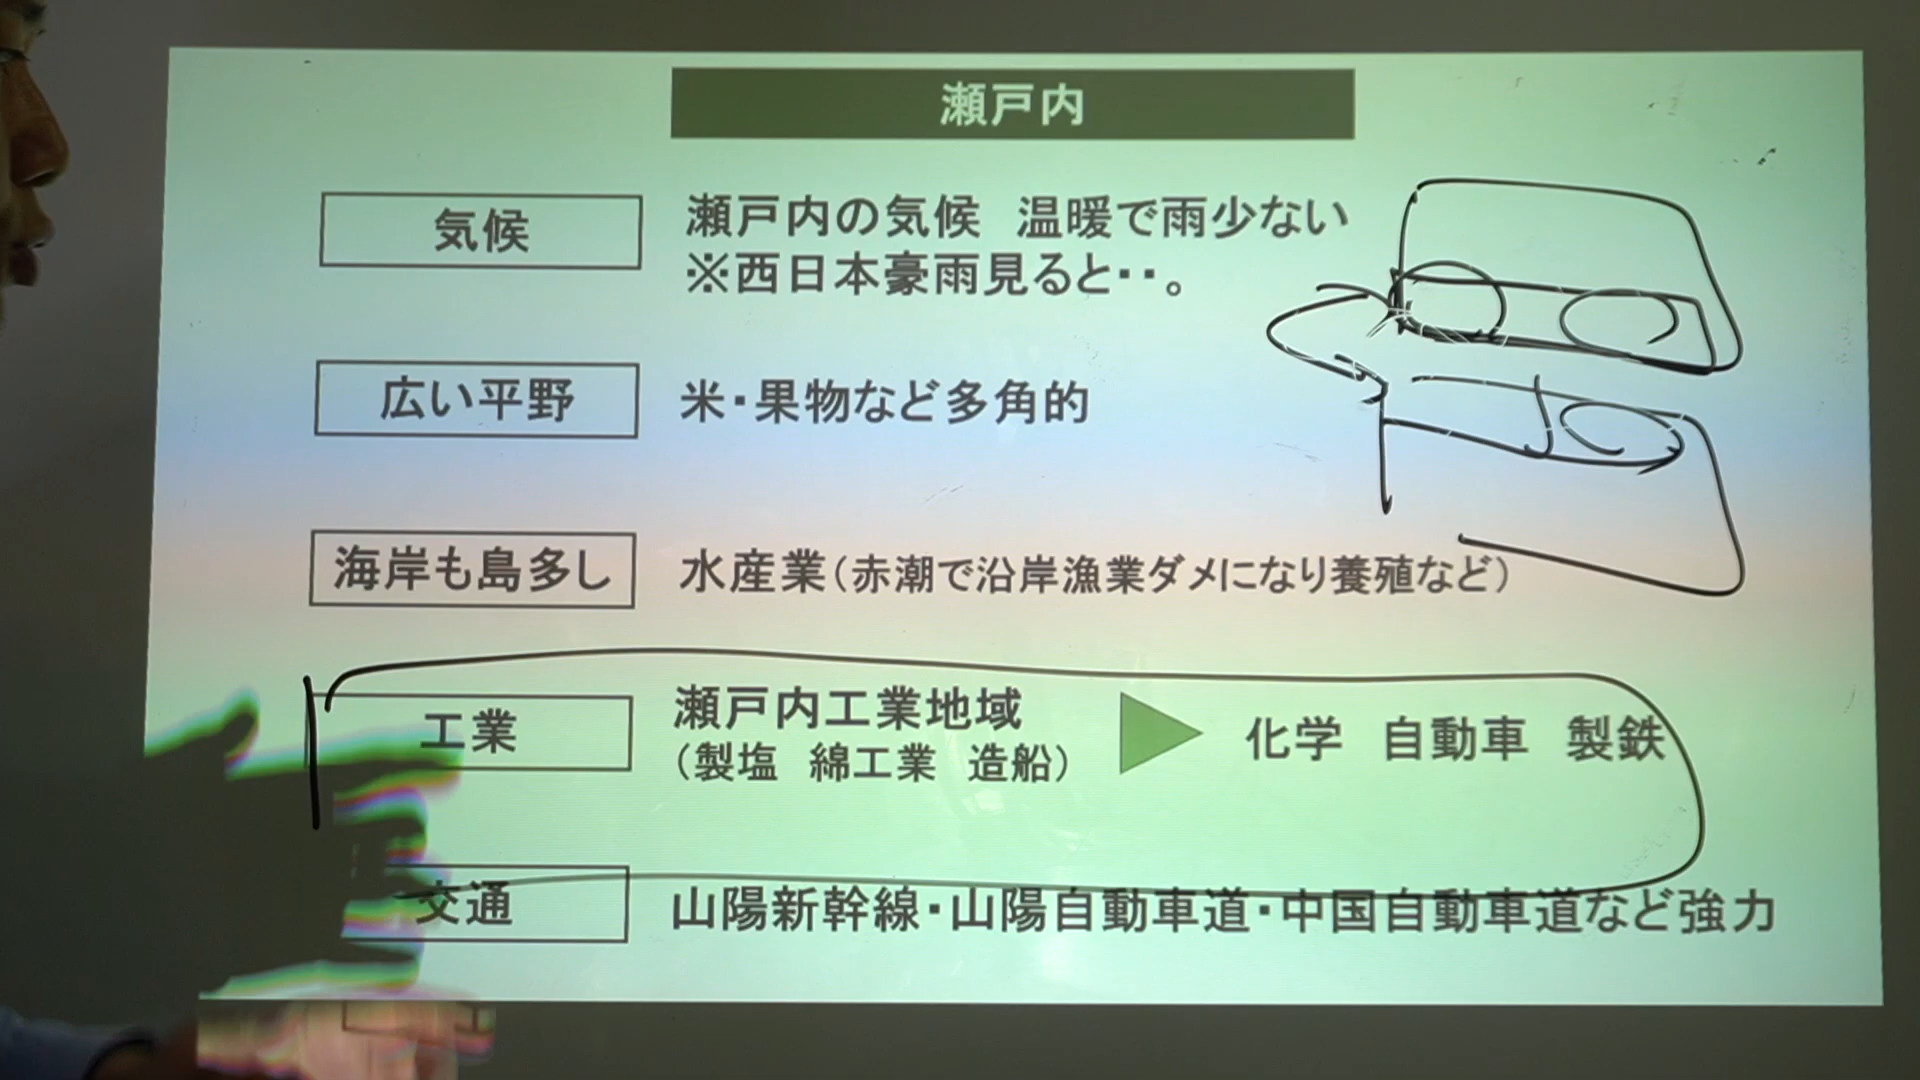 瀬戸内
気候
瀬戸内の気候　温暖で雨少ない
※西日本豪雨見ると・・。
広い平野
米・果物など多角的
海岸も島多し
水産業（赤潮で沿岸漁業ダメになり養殖など）
工業
瀬戸内工業地域
（製塩　綿工業　造船）
化学　自動車　製鉄
交通
山陽新幹線・山陽自動車道・中国自動車道など強力